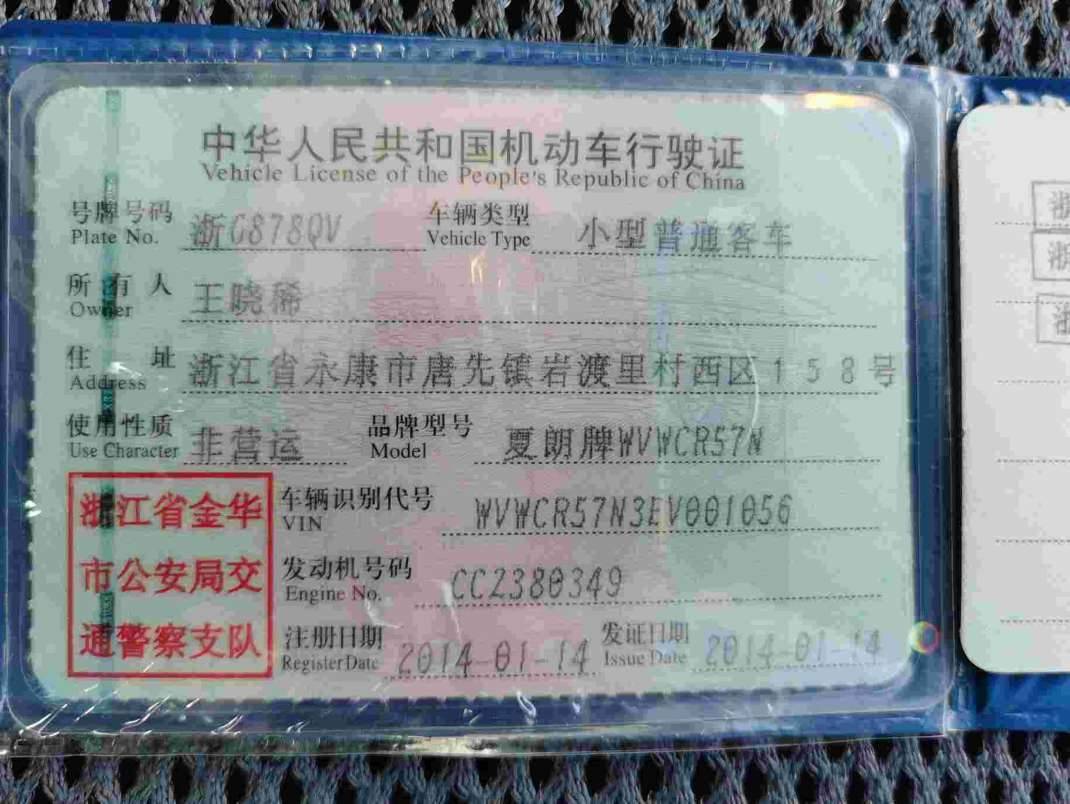 中华人民共和国机动车行驶证
Vehicle License of the People's Republic of China
号牌号码 浙G878QV 车辆类型 小型普通客车
Plate No. Vehicle Type
所有人 王晓稀
Owner
住址 浙江省永康市唐先镇岩渡里村西区158号
Address
使用性质 非营运 品牌型号 夏朗牌WVWCR57N
Use Character Model
浙江省金华
市公安局交
通警察支队
车辆识别代号 WVWCR57N3EV001056
VIN
发动机号码 CCZ380349
Engine No.
注册日期 2014-01-14 发证日期 2014-01-14
Register Date Issue Date
浙
浙